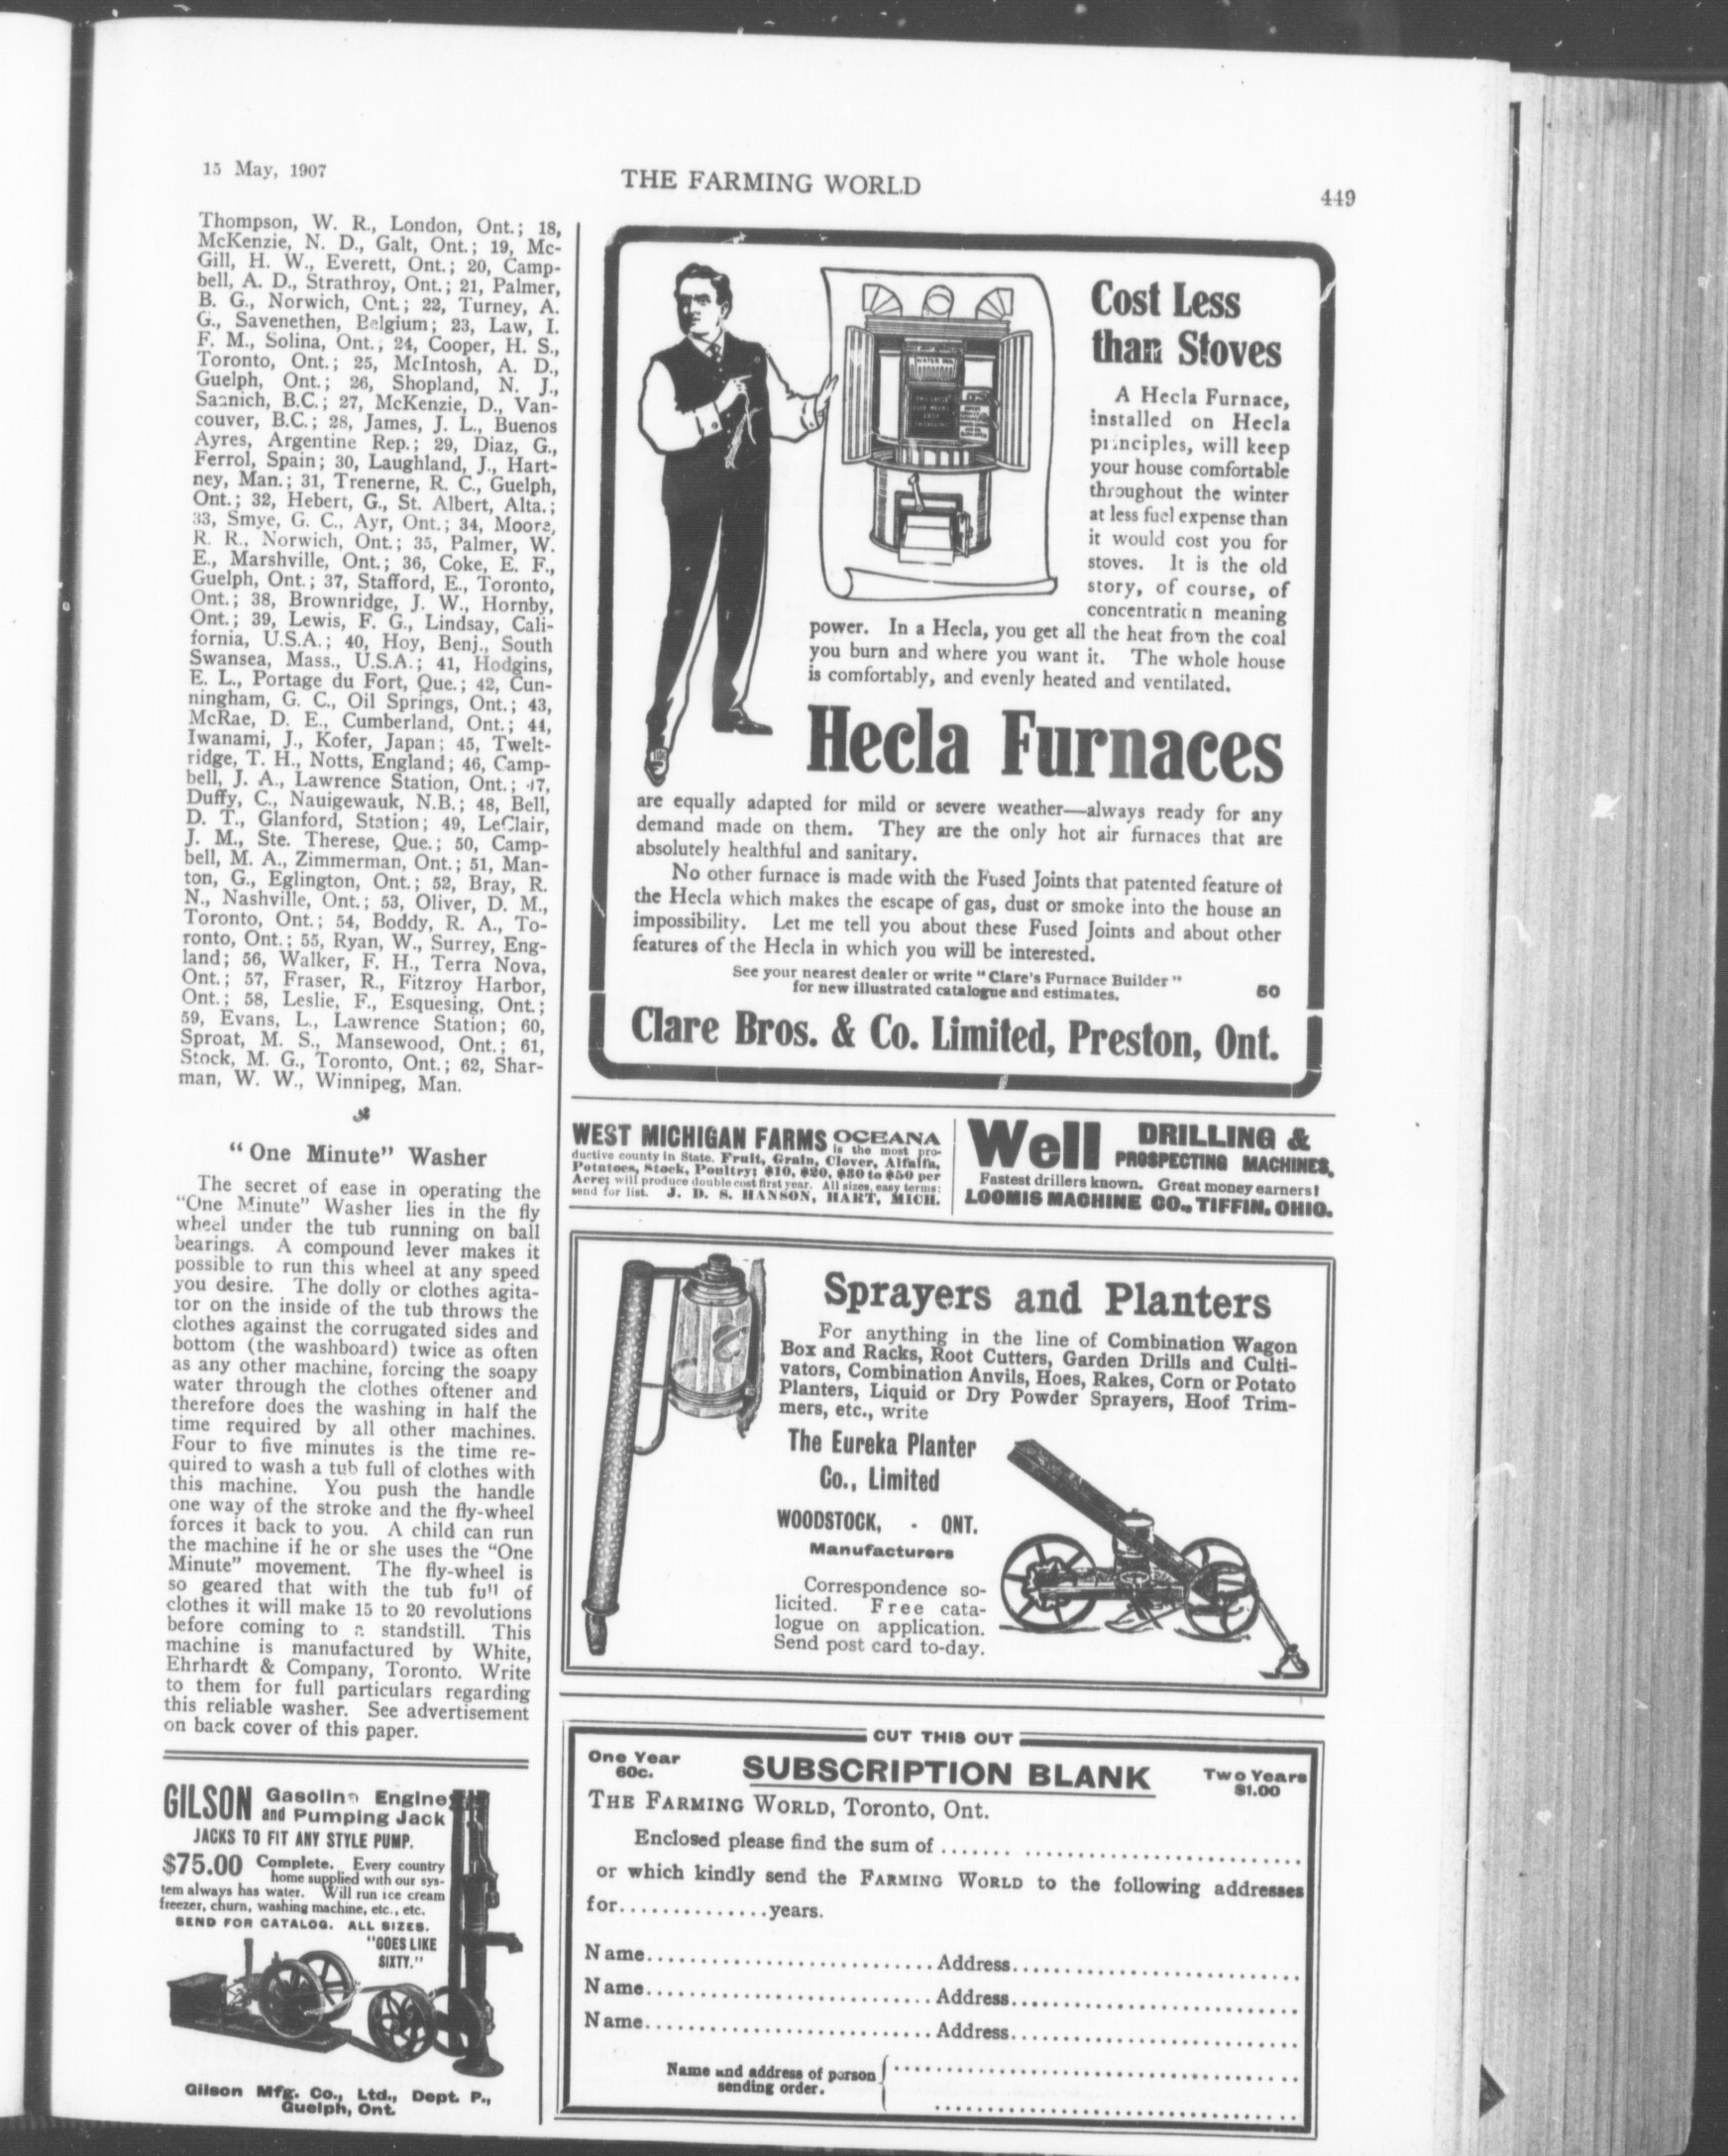 15 May, 1907
THE FARMING WORLD
449
Thompson, W. R., London, Ont.; 18,
McKenzie, N. D., Galt, Ont.; 19, Mc-
Gill, H. W., Everett, Ont.; 20, Camp-
bell, A. D., Strathroy, Ont.; 21, Palmer,
B. G., Norwich, Ont.; 22, Turney, A.
G., Savenethen, Belgium; 23, Law, I.
F. M., Solina, Ont.; 24, Cooper, H. S.,
Toronto, Ont.; 25, McIntosh, A. D.,
Guelph, Ont.; 26, Shopland, N. J.,
Saanich, B.C.; 27, McKenzie, D., Van-
couver, B.C.; 28, James, J. L., Buenos
Ayres, Argentine Rep.; 29, Diaz, G.,
Ferrol, Spain; 30, Laughland, J., Hart-
ney, Man.; 31, Trenerne, R. C., Guelph,
Ont.; 32, Hebert, G., St. Albert, Alta.;
33, Smye, G. C., Ayr, Ont.; 34, Moore,
R. R., Norwich, Ont.; 35, Palmer, W.
E., Marshville, Ont.; 36, Coke, E. F.,
Guelph, Ont.; 37, Stafford, E., Toronto,
Ont.; 38, Brownridge, J. W., Hornby,
Ont.; 39, Lewis, F. G., Lindsay, Cali-
fornia, U.S.A.; 40, Hoy, Benj., South
Swansea, Mass., U.S.A.; 41, Hodgins,
E. L., Portage du Fort, Que.; 42, Cun-
ningham, G. C., Oil Springs, Ont.; 43,
McRae, D. E., Cumberland, Ont.; 44,
Iwanami, J., Kofer, Japan; 45, Twelt-
ridge, T. H., Notts, England; 46, Camp-
bell, J. A., Lawrence Station, Ont.; 47,
Duffy, C., Nauigewauk, N.B.; 48, Bell,
D. T., Glanford, Station; 49, LeClair,
J. M., Ste. Therese, Que.; 50, Camp-
bell, M. A., Zimmerman, Ont.; 51, Man-
ton, G., Eglington, Ont.; 52, Bray, R.
N., Nashville, Ont.; 53, Oliver, D. M.,
Toronto, Ont.; 54, Boddy, R. A., To-
ronto, Ont.; 55, Ryan, W., Surrey, Eng-
land; 56, Walker, F. H., Terra Nova,
Ont.; 57, Fraser, R., Fitzroy Harbor,
Ont.; 58, Leslie, F., Esquesing, Ont.;
59, Evans, L., Lawrence Station; 60,
Sproat, M. S., Mansewood, Ont.; 61,
Stock, M. G., Toronto, Ont.; 62, Shar-
man, W. W., Winnipeg, Man.
"One Minute" Washer
The secret of ease in operating the
"One Minute" Washer lies in the fly
wheel under the tub running on ball
bearings. A compound lever makes it
possible to run this wheel at any speed
you desire. The dolly or clothes agita-
tor on the inside of the tub throws the
clothes against the corrugated sides and
bottom (the washboard) twice as often
as any other machine, forcing the soapy
water through the clothes oftener and
therefore does the washing in half the
time required by all other machines.
Four to five minutes is the time re-
quired to wash a tub full of clothes with
this machine. You push the handle
one way of the stroke and the fly-wheel
forces it back to you. A child can run
the machine if he or she uses the "One
Minute" movement. The fly-wheel is
so geared that with the tub full of
clothes it will make 15 to 20 revolutions
before coming to a standstill. This
machine is manufactured by White,
Ehrhardt & Company, Toronto. Write
to them for full particulars regarding
this reliable washer. See advertisement
on back cover of this paper.
GILSON Gasoline Engine
and Pumping Jack
JACKS TO FIT ANY STYLE PUMP.
$75.00 Complete. Every country
home supplied with our sys-
tem always has water. Will run ice cream
freezer, churn, washing machine, etc., etc.
SEND FOR CATALOG. ALL SIZES.
"GOES LIKE
SIXTY."
Gilson Mfg. Co., Ltd., Dept. P.,
Guelph, Ont.
Cost Less
than Stoves
A Hecla Furnace,
installed on Hecla
principles, will keep
your house comfortable
throughout the winter
at less fuel expense than
it would cost you for
stoves. It is the old
story, of course, of
concentration meaning
power. In a Hecla, you get all the heat from the coal
you burn and where you want it. The whole house
is comfortably, and evenly heated and ventilated.
Hecla Furnaces
are equally adapted for mild or severe weather—always ready for any
demand made on them. They are the only hot air furnaces that are
absolutely healthful and sanitary.
No other furnace is made with the Fused Joints that patented feature of
the Hecla which makes the escape of gas, dust or smoke into the house an
impossibility. Let me tell you about these Fused Joints and about other
features of the Hecla in which you will be interested.
See your nearest dealer or write "Clare's Furnace Builder"
for new illustrated catalogue and estimates. 50
Clare Bros. & Co. Limited, Preston, Ont.
WEST MICHIGAN FARMS OCEANA
is the most pro-
ductive county in State. Fruit, Grain, Clover, Alfalfa,
Potatoes, Stock, Poultry; $10, $20, $30 to $50 per
Acre; will produce double cost first year. All sizes, easy terms;
send for list. J. D. S. HANSON, HART, MICH.
Well DRILLING &
PROSPECTING MACHINES.
Fastest drillers known. Great money earners!
LOOMIS MACHINE CO., TIFFIN, OHIO.
Sprayers and Planters
For anything in the line of Combination Wagon
Box and Racks, Root Cutters, Garden Drills and Culti-
vators, Combination Anvils, Hoes, Rakes, Corn or Potato
Planters, Liquid or Dry Powder Sprayers, Hoof Trim-
mers, etc., write
The Eureka Planter
Co., Limited
WOODSTOCK, - ONT.
Manufacturers
Correspondence so-
licited. Free cata-
logue on application.
Send post card to-day.
CUT THIS OUT
One Year
60c.
SUBSCRIPTION BLANK
Two Years
$1.00
THE FARMING WORLD, Toronto, Ont.
Enclosed please find the sum of ....... ..............................
or which kindly send the FARMING WORLD to the following addresses
for..............years.
Name...........................Address..............................
Name...........................Address..............................
Name...........................Address..............................
Name and address of person
sending order.